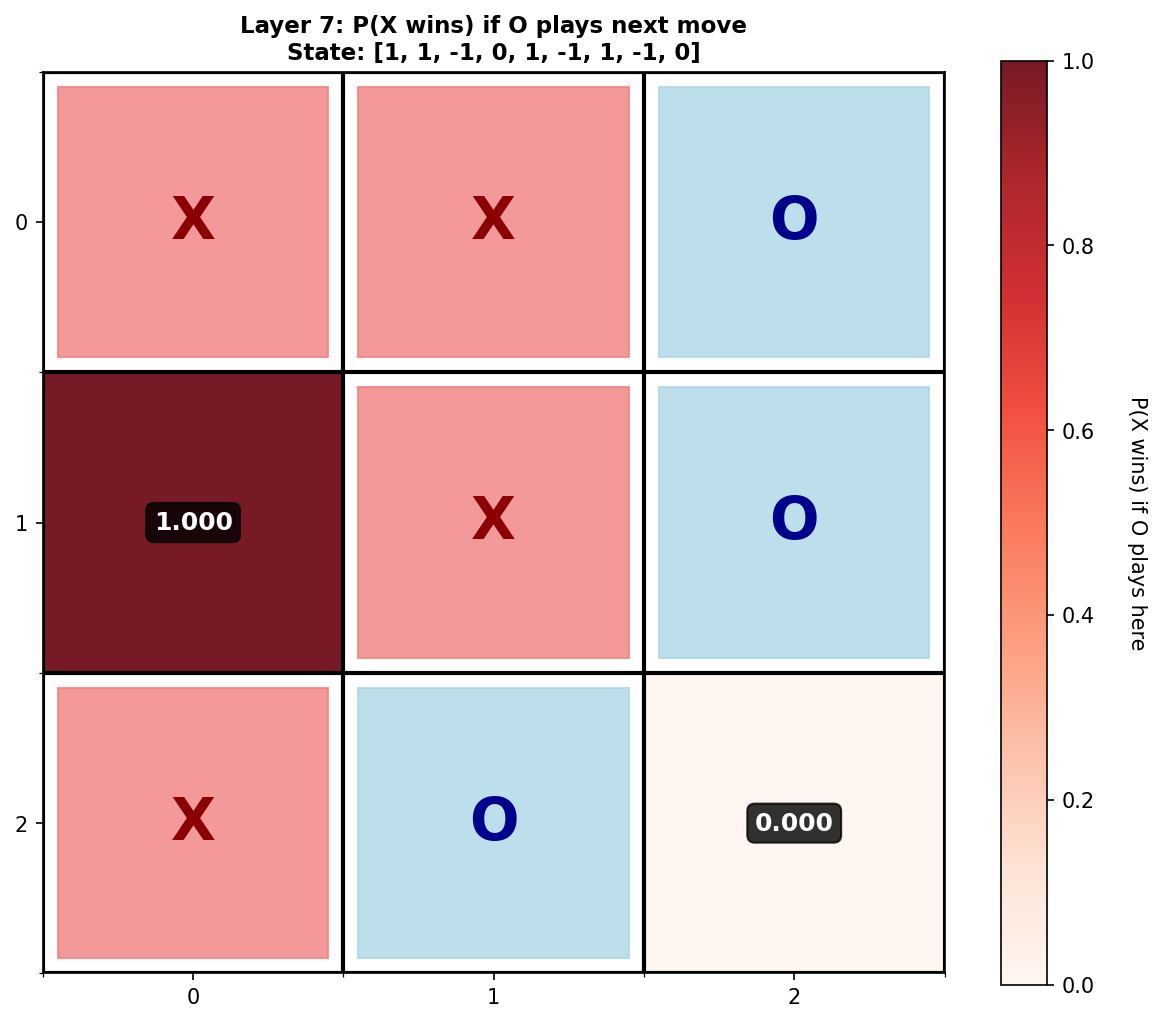 Layer 7: P(X wins) if O plays next move
State: [1, 1, -1, 0, 1, -1, 1, -1, 0]
X X O
1.000 X O
X O 0.000
0
1
2
0 1 2
1.0
0.8
0.6
0.4
0.2
0.0
P(X wins) if O plays here